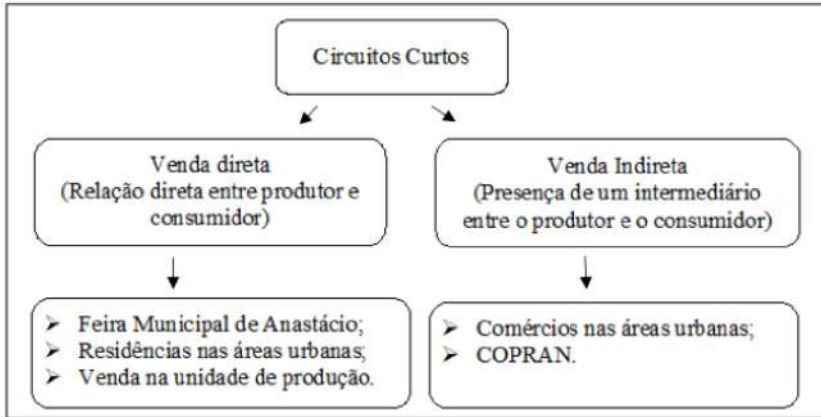 Circuitos Curtos
Venda direta
(Relação direta entre produtor e
consumidor)
Venda Indireta
(Presença de um intermediário
entre o produtor e o consumidor)
➢ Feira Municipal de Anastácio;
➢ Residências nas áreas urbanas;
➢ Venda na unidade de produção.
➢ Comércios nas áreas urbanas;
➢ COPRAN.